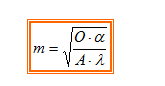 m = √(O · α / A · λ)